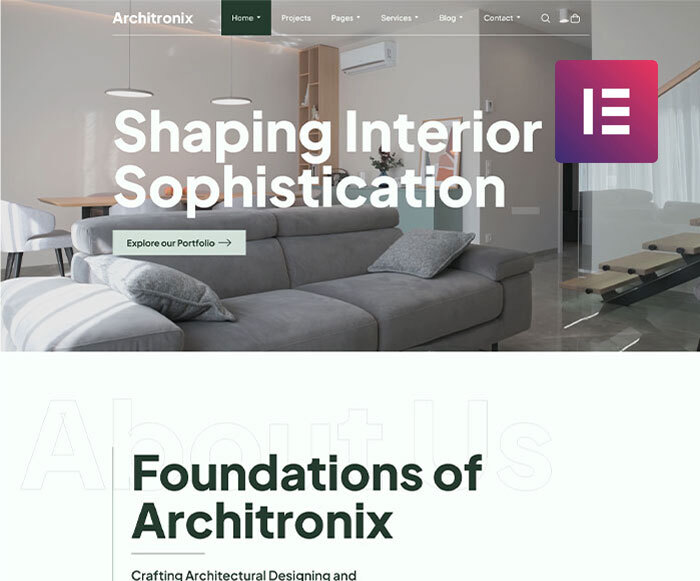 Architronix
Home Projects Pages Services Blog Contact
Shaping Interior
Sophistication
Explore our Portfolio
About Us
Foundations of
Architronix
Crafting Architectural Designing and